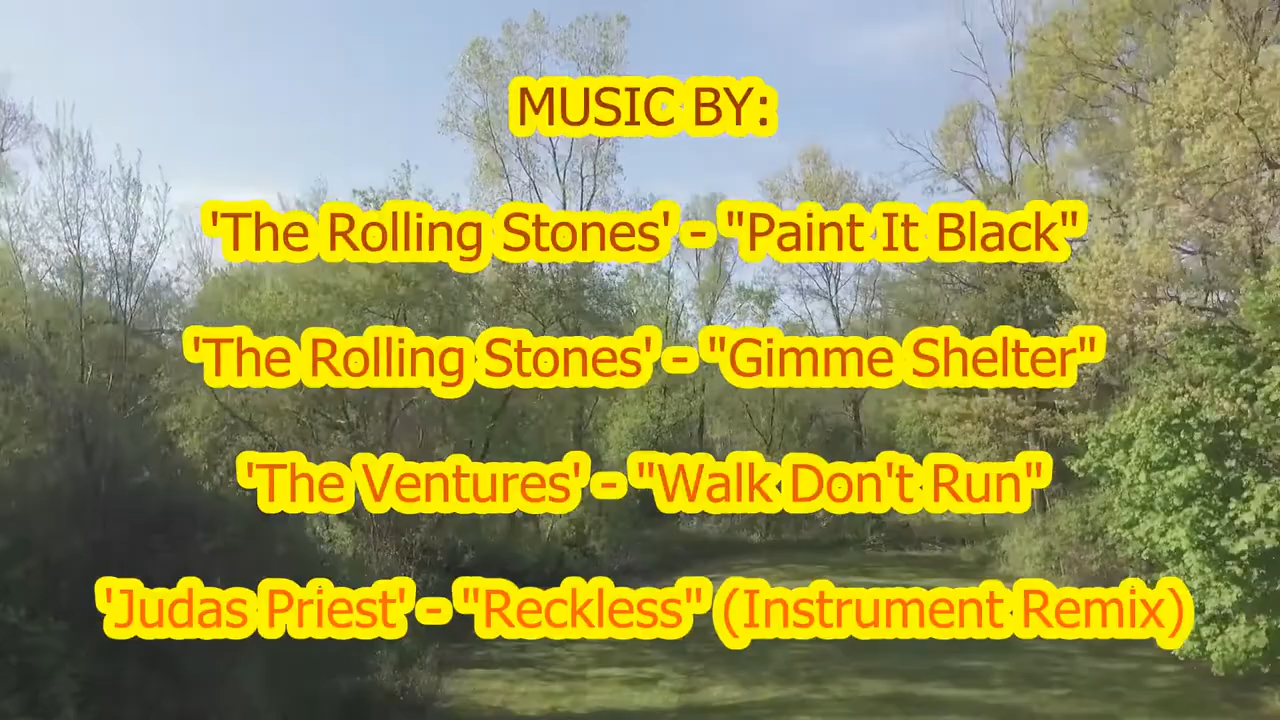 MUSIC BY:
'The Rolling Stones' - "Paint It Black"
'The Rolling Stones' - "Gimme Shelter"
'The Ventures' - "Walk Don't Run"
'Judas Priest' - "Reckless" (Instrument Remix)